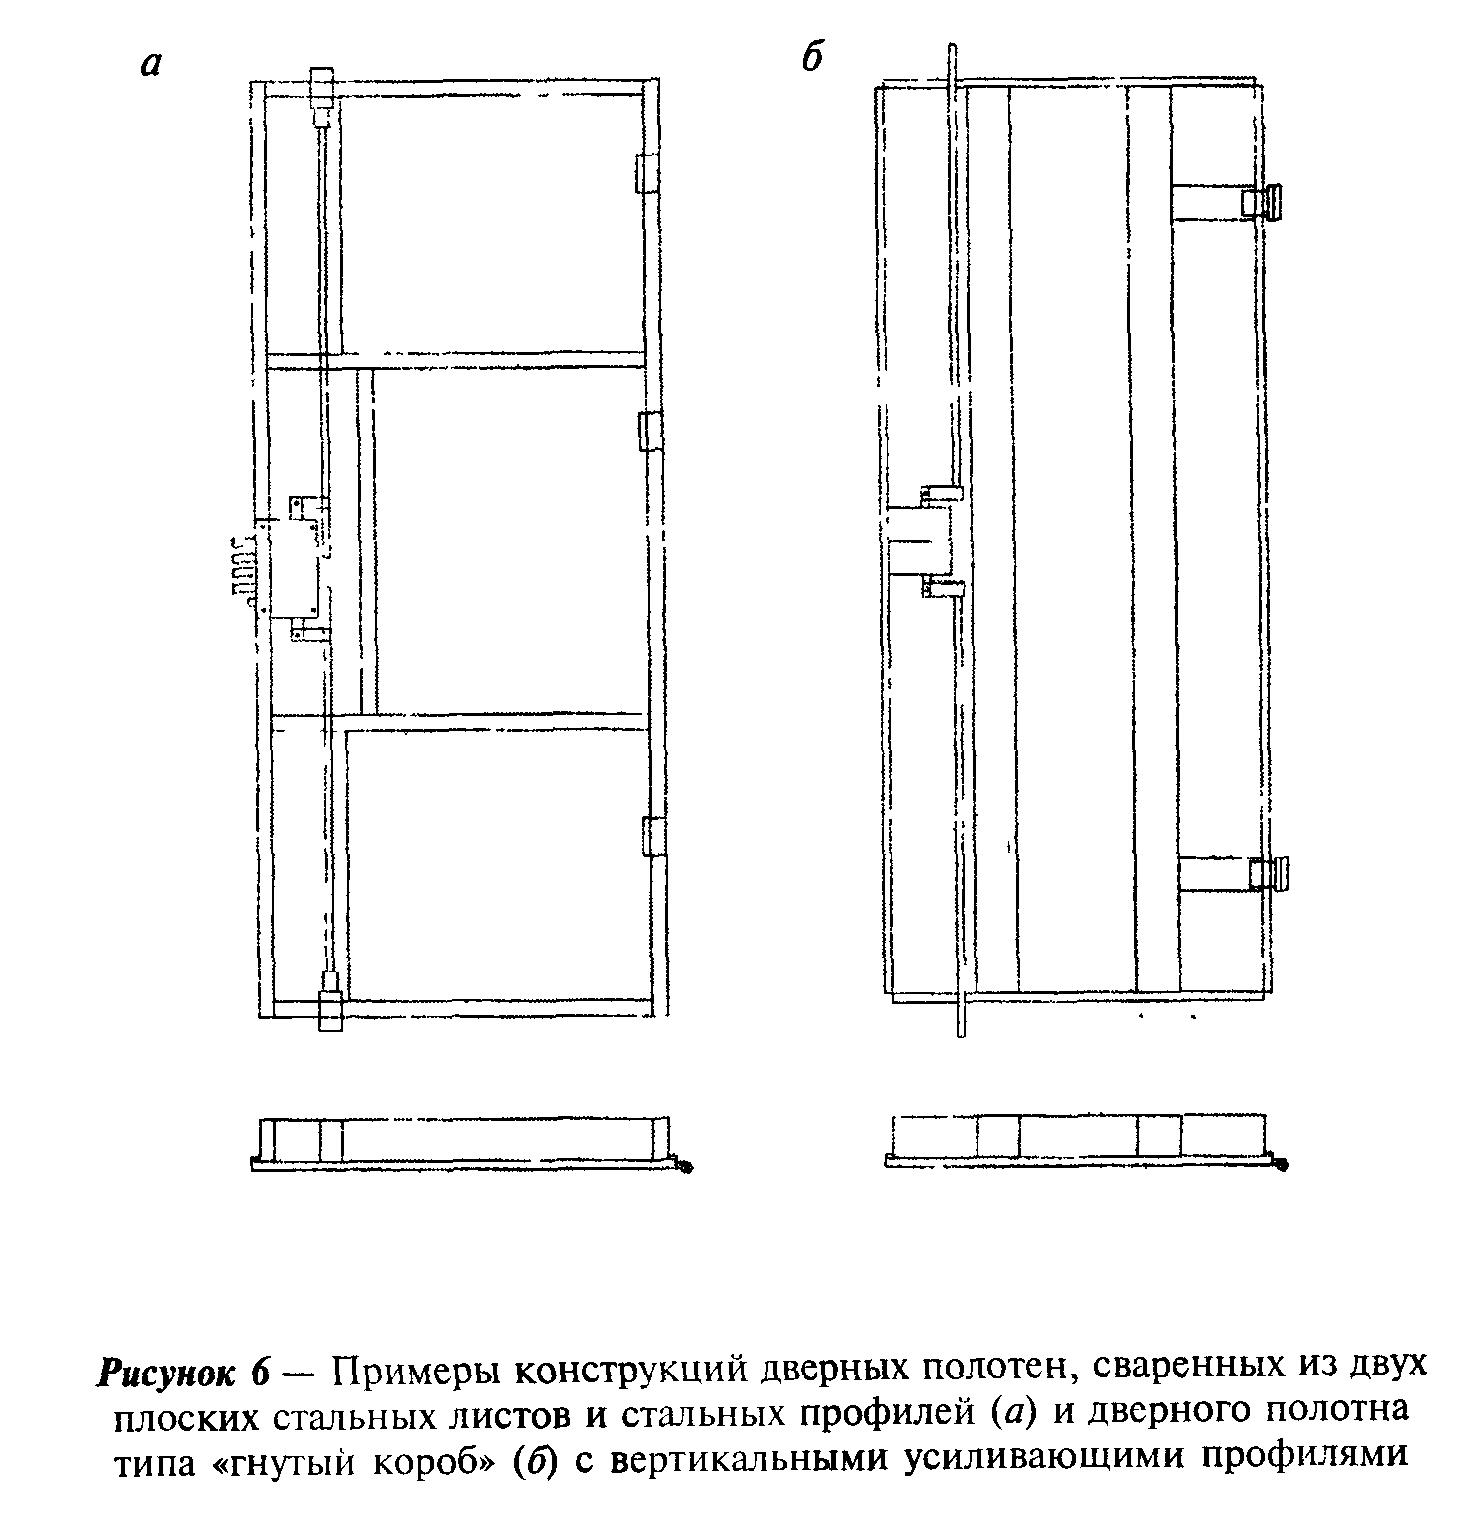 а
б
Рисунок 6 — Примеры конструкций дверных полотен, сваренных из двух
плоских стальных листов и стальных профилей (а) и дверного полотна
типа «гнутый короб» (б) с вертикальными усиливающими профилями